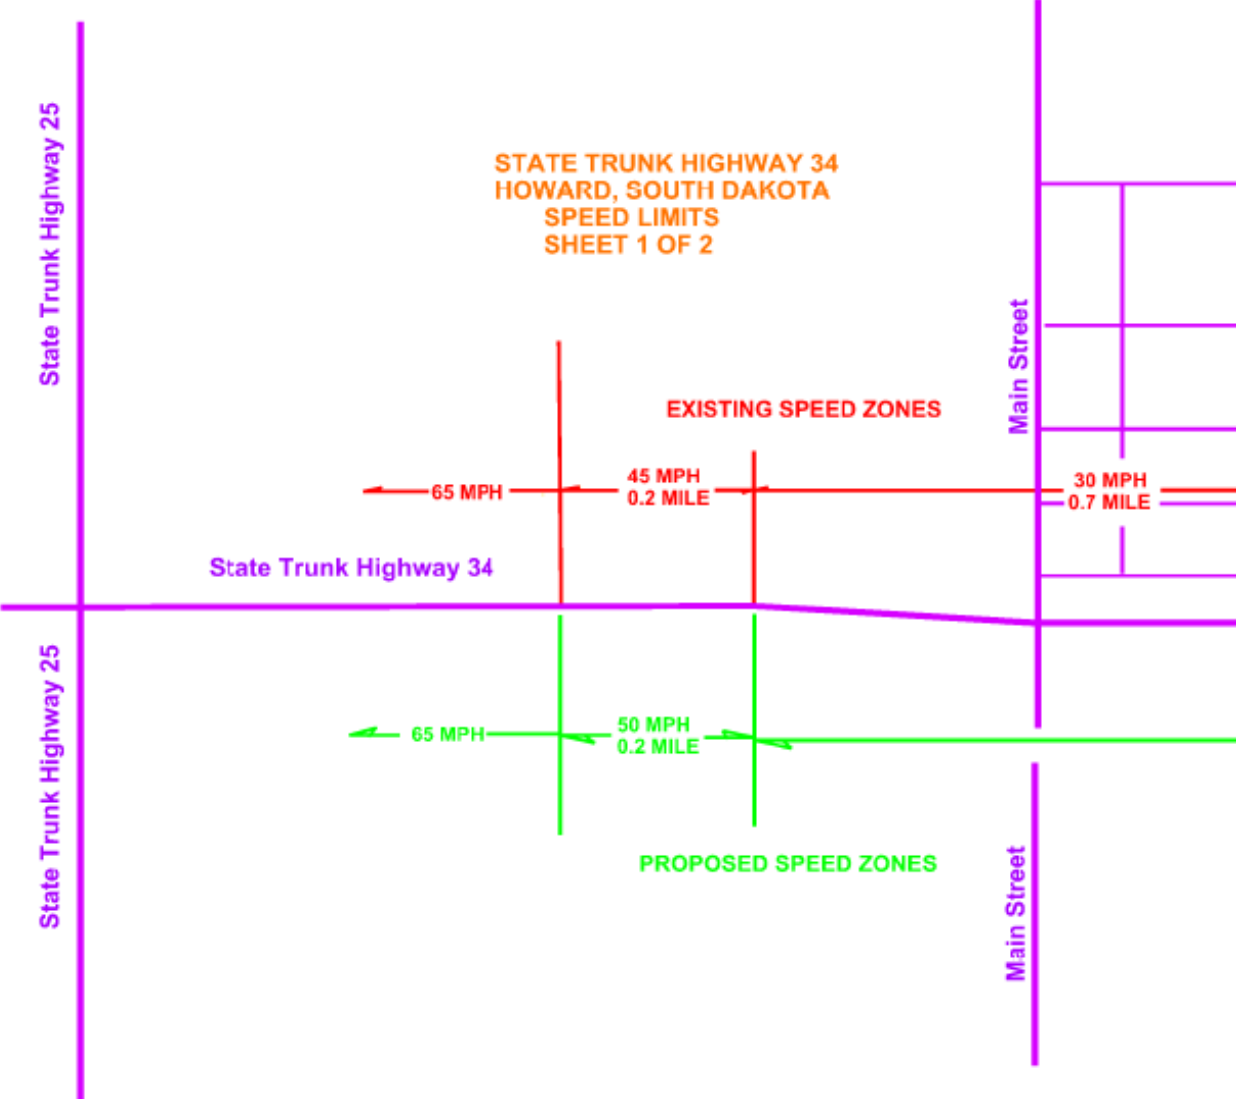 STATE TRUNK HIGHWAY 34
HOWARD, SOUTH DAKOTA
SPEED LIMITS
SHEET 1 OF 2
State Trunk Highway 25
Main Street
EXISTING SPEED ZONES
65 MPH
45 MPH
0.2 MILE
30 MPH
0.7 MILE
State Trunk Highway 34
State Trunk Highway 25
65 MPH
50 MPH
0.2 MILE
PROPOSED SPEED ZONES
Main Street